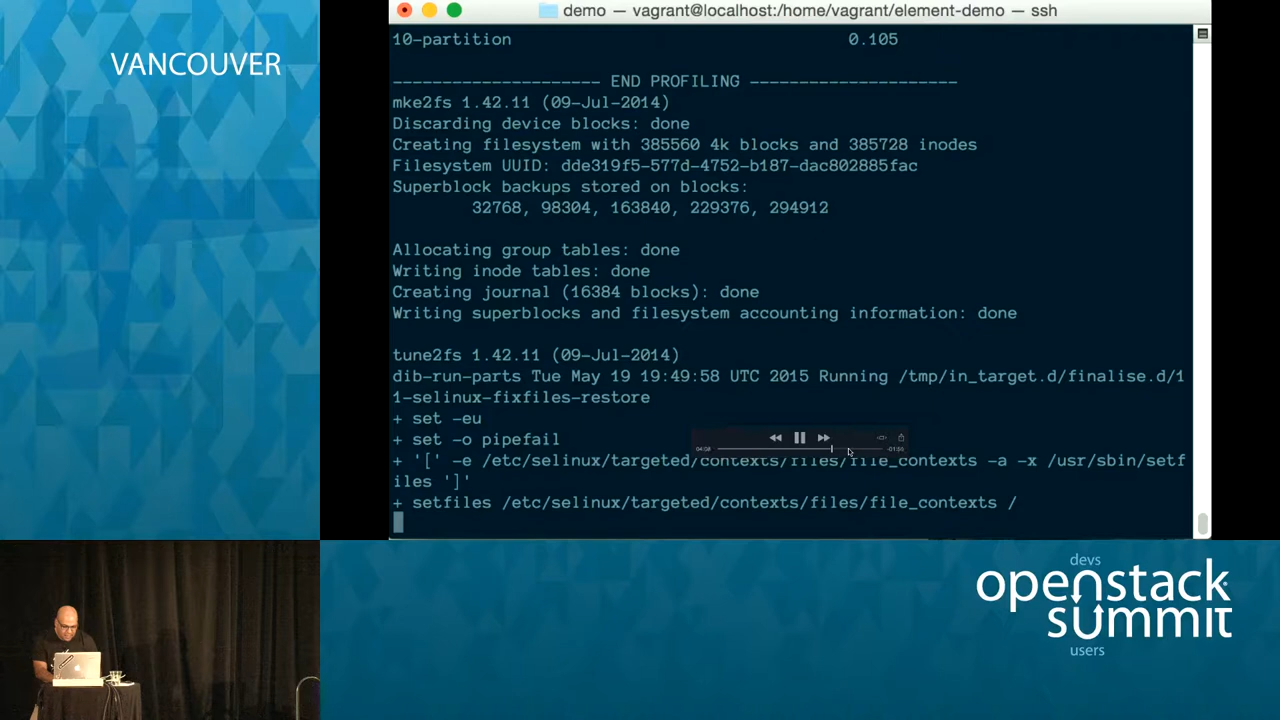 VANCOUVER
demo — vagrant@localhost:/home/vagrant/element-demo — ssh
10-partition 0.105
--------------------- END PROFILING ---------------------
mke2fs 1.42.11 (09-Jul-2014)
Discarding device blocks: done
Creating filesystem with 385560 4k blocks and 385728 inodes
Filesystem UUID: dde319f5-577d-4752-b187-dac802885fac
Superblock backups stored on blocks:
32768, 98304, 163840, 229376, 294912
Allocating group tables: done
Writing inode tables: done
Creating journal (16384 blocks): done
Writing superblocks and filesystem accounting information: done
tune2fs 1.42.11 (09-Jul-2014)
dib-run-parts Tue May 19 19:49:58 UTC 2015 Running /tmp/in_target.d/finalise.d/1
1-selinux-fixfiles-restore
+ set -eu
+ set -o pipefail
+ '[' -e /etc/selinux/targeted/contexts/files/file_contexts -a -x /usr/sbin/setf
iles ']'
+ setfiles /etc/selinux/targeted/contexts/files/file_contexts /
devs
openstack
summit
users